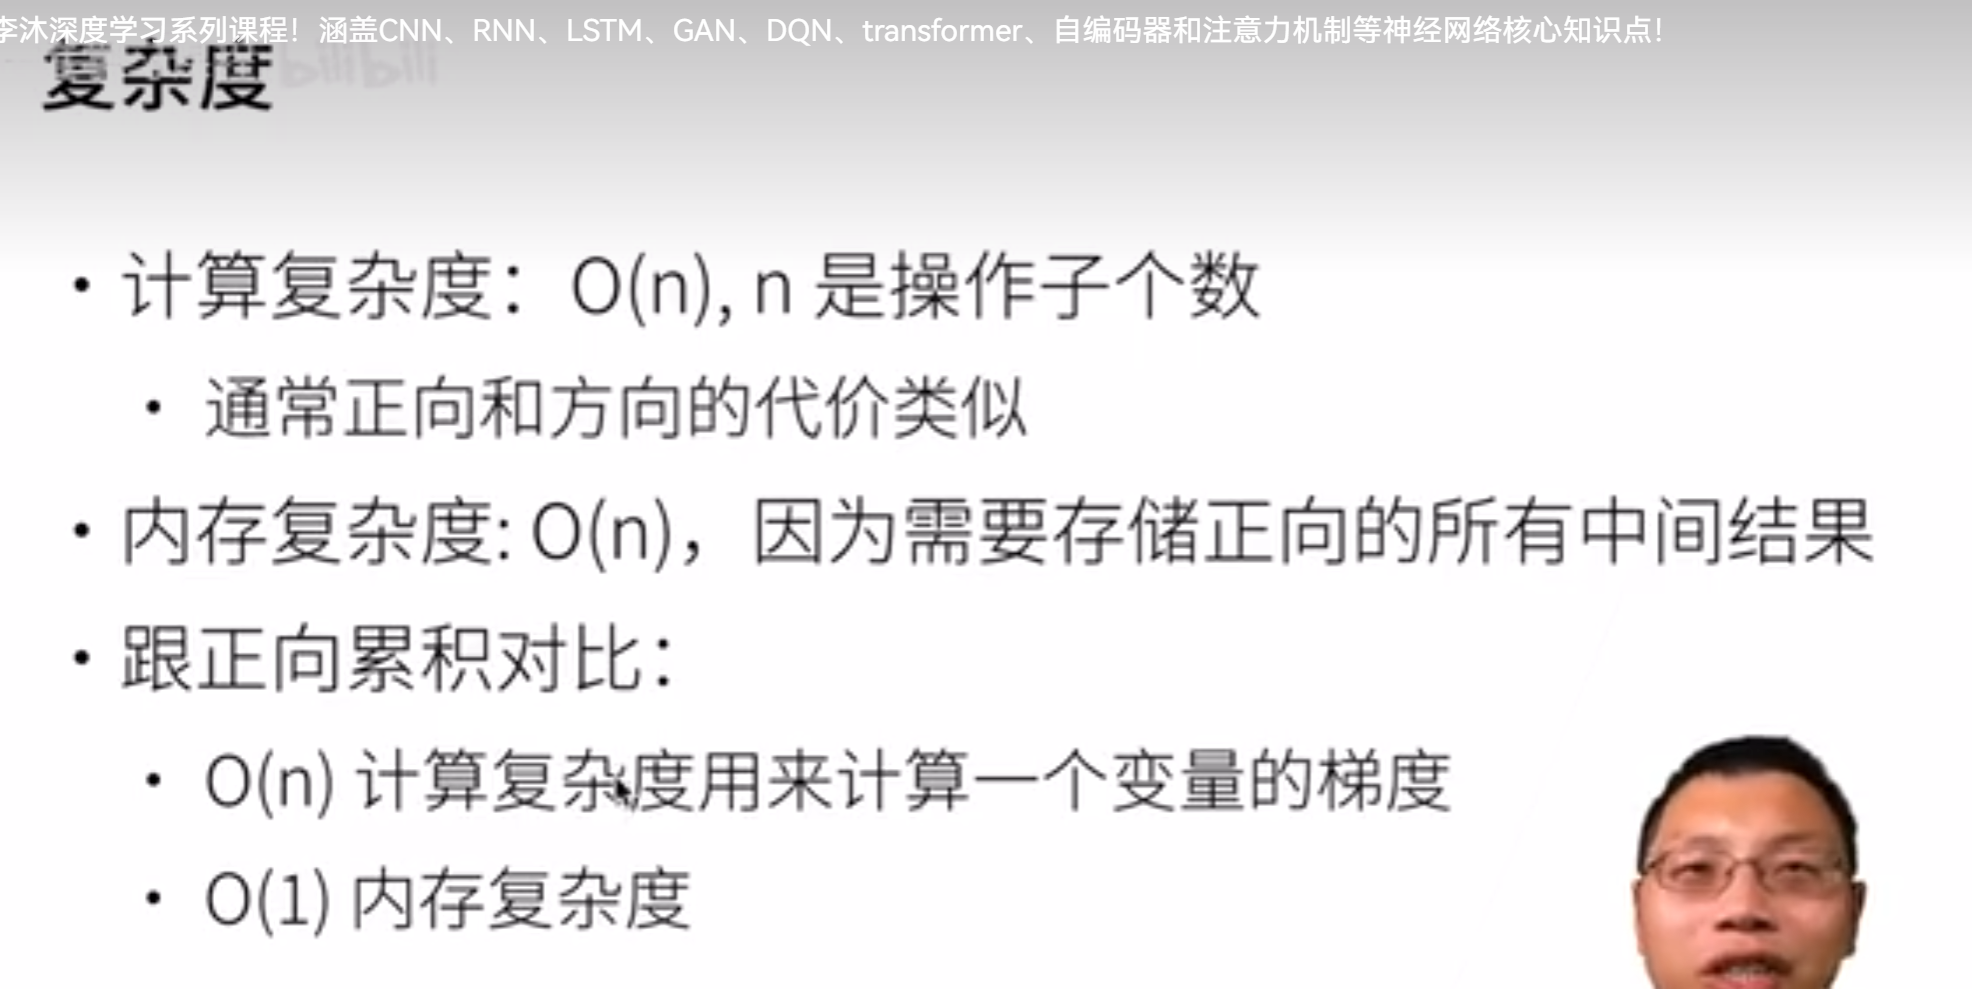 李沐深度学习系列课程！涵盖CNN、RNN、LSTM、GAN、DQN、transformer、自编码器和注意力机制等神经网络核心知识点！
复杂度
bilibili
• 计算复杂度：O(n), n 是操作子个数
• 通常正向和方向的代价类似
• 内存复杂度: O(n)，因为需要存储正向的所有中间结果
• 跟正向累积对比：
• O(n) 计算复杂度用来计算一个变量的梯度
• O(1) 内存复杂度